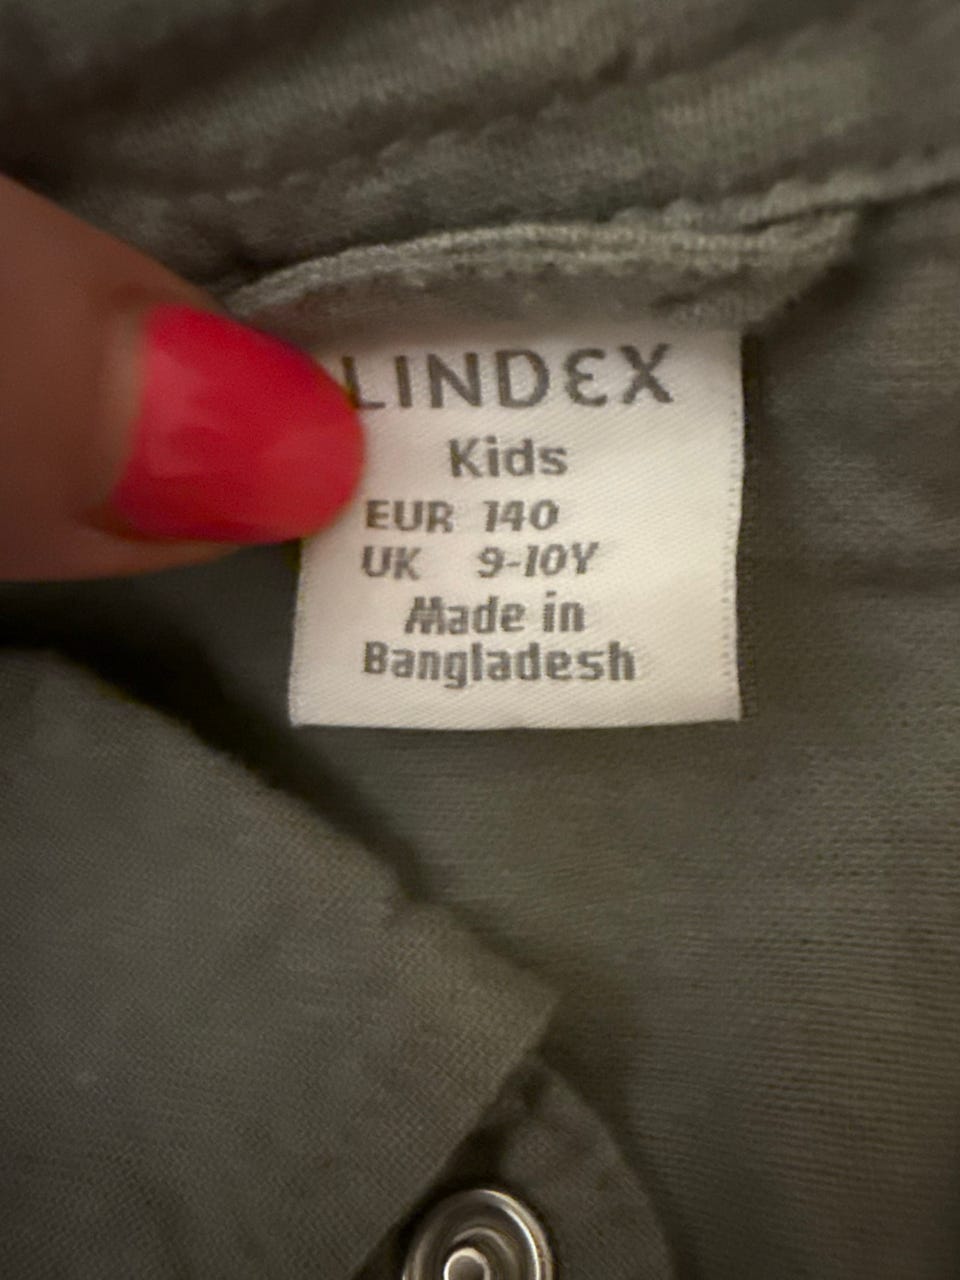 LINDEX
Kids
EUR 140
UK 9-10Y
Made in
Bangladesh